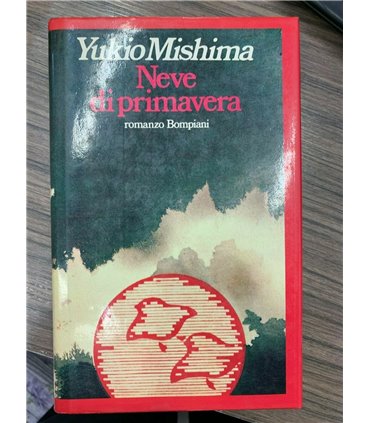 Yukio Mishima
Neve
di primavera
romanzo Bompiani